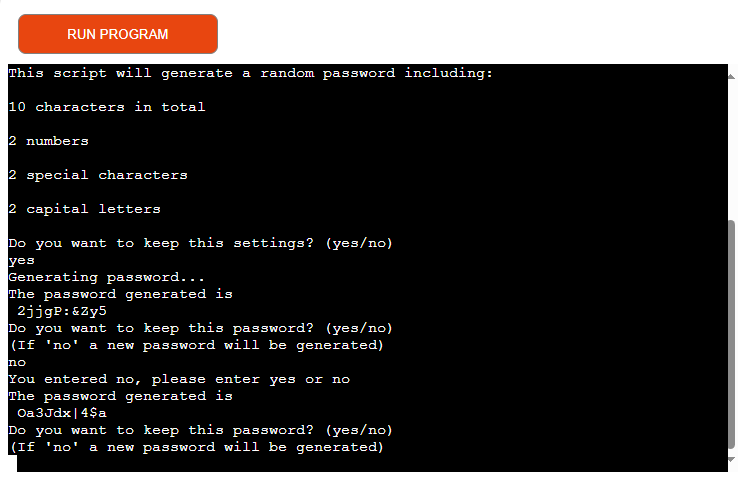 RUN PROGRAM
This script will generate a random password including:
10 characters in total
2 numbers
2 special characters
2 capital letters
Do you want to keep this settings? (yes/no)
yes
Generating password...
The password generated is
2jjgP:&Zy5
Do you want to keep this password? (yes/no)
(If 'no' a new password will be generated)
no
You entered no, please enter yes or no
The password generated is
Oa3Jdx|4$a
Do you want to keep this password? (yes/no)
(If 'no' a new password will be generated)